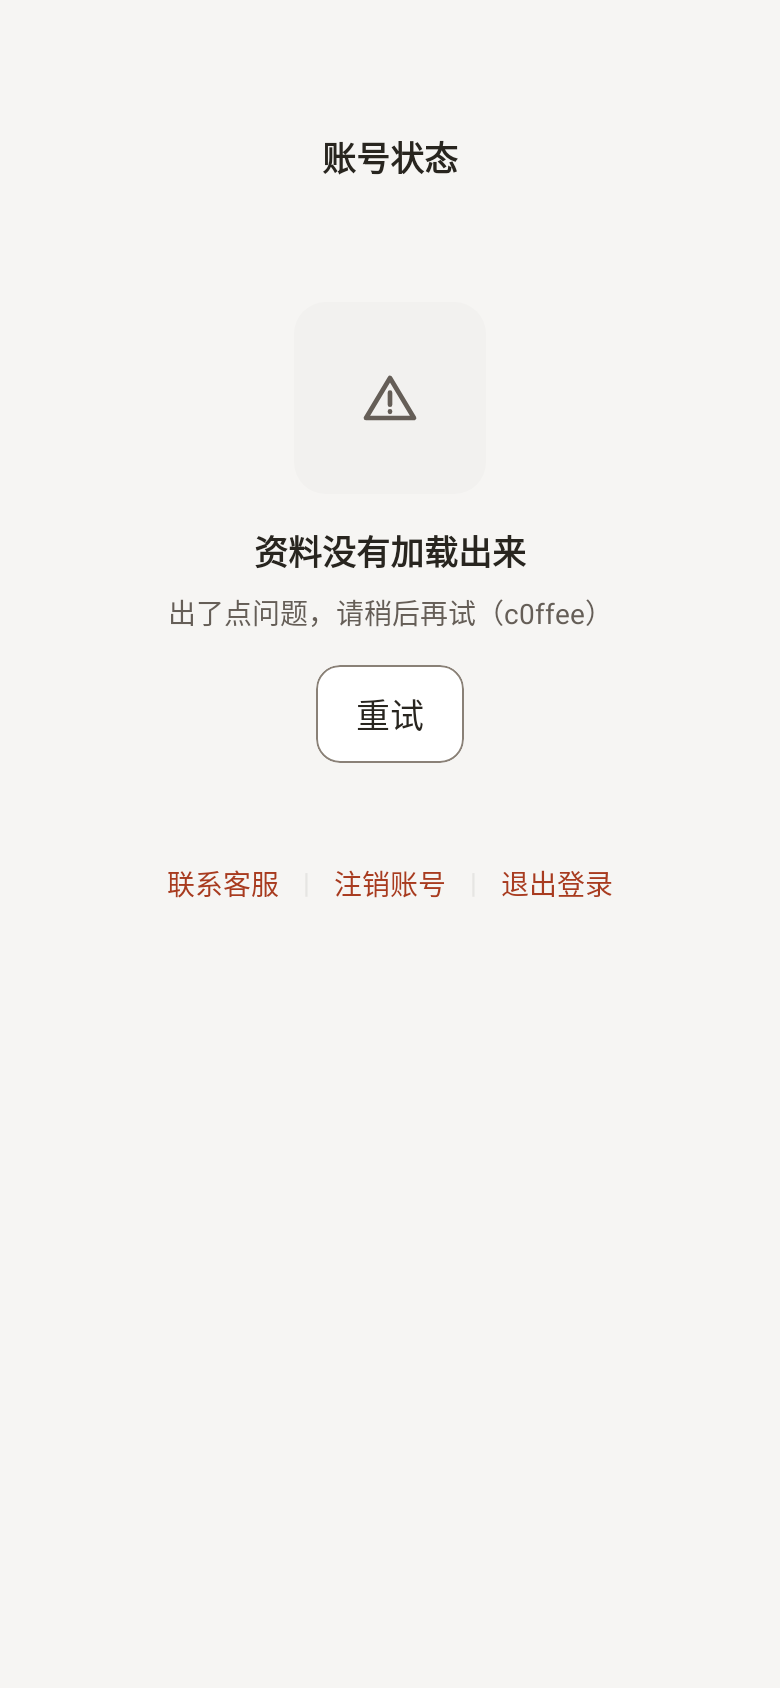 账号状态
资料没有加载出来
出了点问题，请稍后再试（c0ffee）
重试
联系客服 | 注销账号 | 退出登录